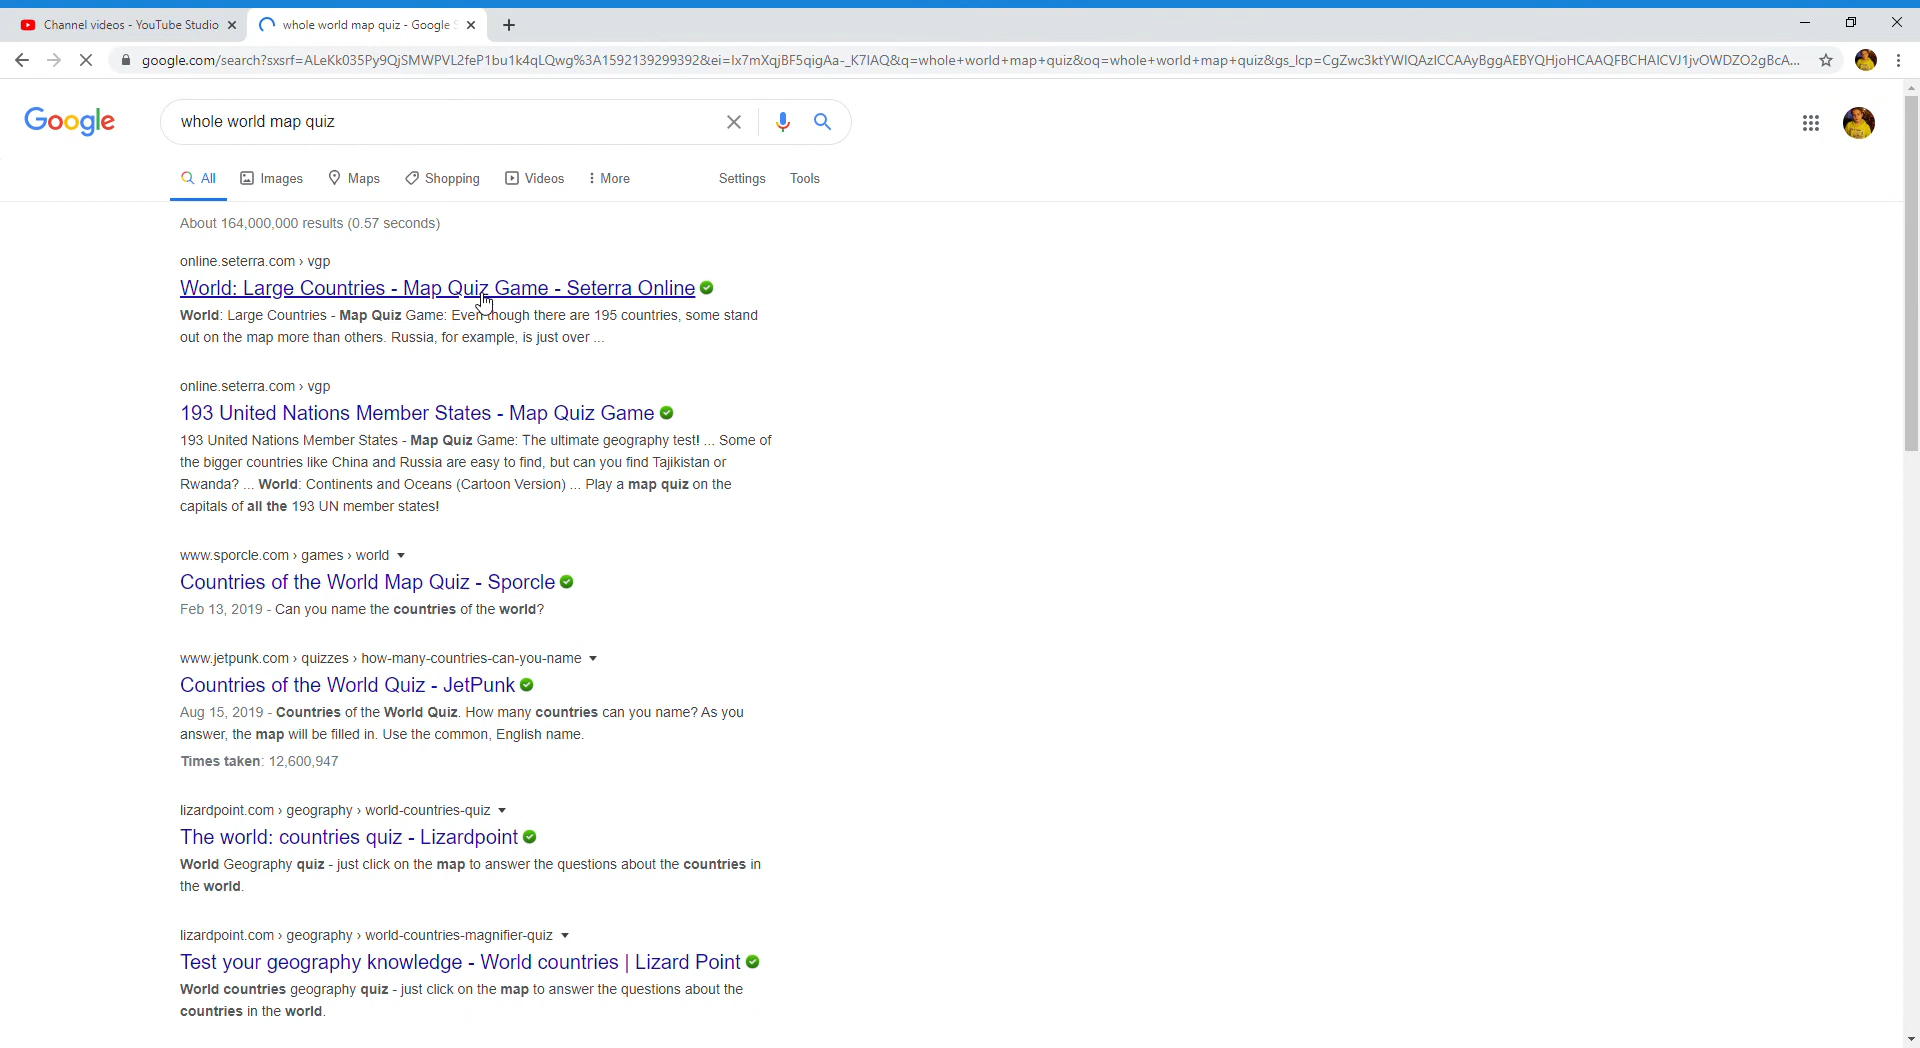 Channel videos - YouTube Studio
whole world map quiz - Google S
google.com/search?sxsrf=ALeKk035Py9QjSMWPVL2feP1bu1k4qLQwg%3A1592139299392&ei=Ix7mXqjBF5qigAa-_K7IAQ&q=whole+world+map+quiz&oq=whole+world+map+quiz&gs_lcp=CgZwc3ktYWIQAzICCAAyBggAEBYQHjoHCAAQFBCHAlCVJ1jvOWDZO2gBcA...
Google
whole world map quiz
All Images Maps Shopping Videos More Settings Tools
About 164,000,000 results (0.57 seconds)
online.seterra.com › vgp
World: Large Countries - Map Quiz Game - Seterra Online
World: Large Countries - Map Quiz Game: Even though there are 195 countries, some stand
out on the map more than others. Russia, for example, is just over ...
online.seterra.com › vgp
193 United Nations Member States - Map Quiz Game
193 United Nations Member States - Map Quiz Game: The ultimate geography test! ... Some of
the bigger countries like China and Russia are easy to find, but can you find Tajikistan or
Rwanda? ... World: Continents and Oceans (Cartoon Version) ... Play a map quiz on the
capitals of all the 193 UN member states!
www.sporcle.com › games › world
Countries of the World Map Quiz - Sporcle
Feb 13, 2019 - Can you name the countries of the world?
www.jetpunk.com › quizzes › how-many-countries-can-you-name
Countries of the World Quiz - JetPunk
Aug 15, 2019 - Countries of the World Quiz. How many countries can you name? As you
answer, the map will be filled in. Use the common, English name.
Times taken: 12,600,947
lizardpoint.com › geography › world-countries-quiz
The world: countries quiz - Lizardpoint
World Geography quiz - just click on the map to answer the questions about the countries in
the world.
lizardpoint.com › geography › world-countries-magnifier-quiz
Test your geography knowledge - World countries | Lizard Point
World countries geography quiz - just click on the map to answer the questions about the
countries in the world.